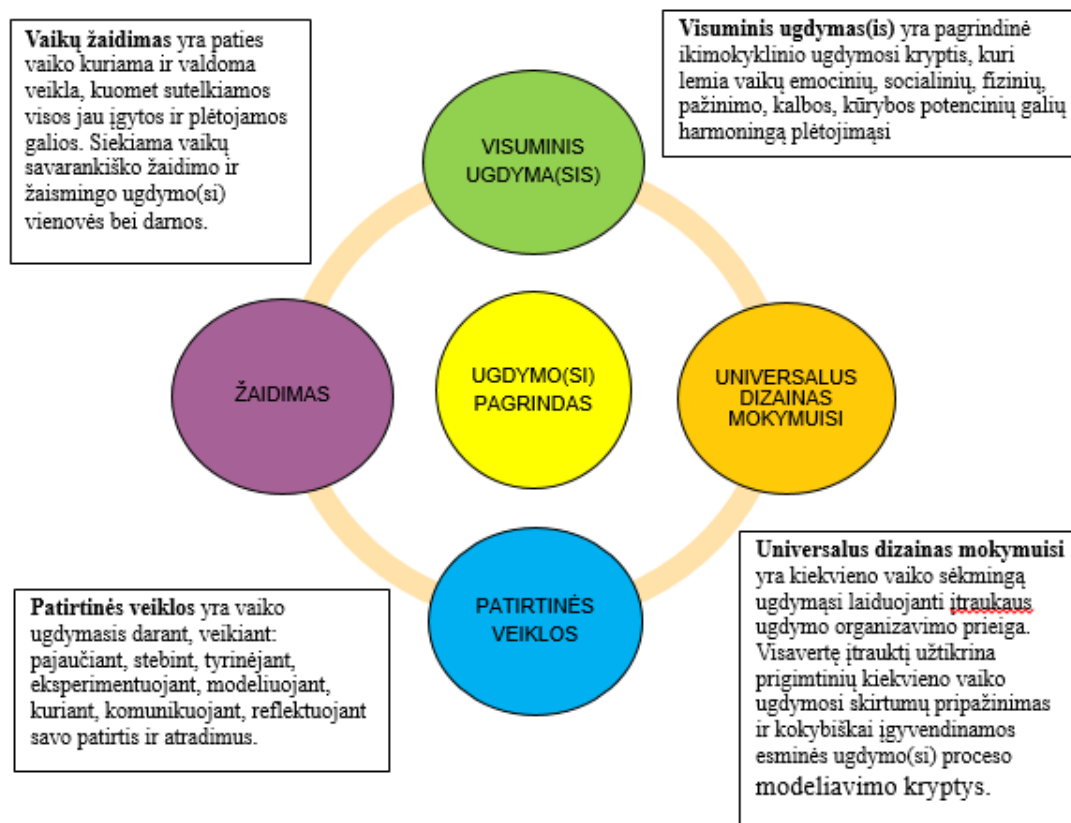 Vaikų žaidimas yra paties
vaiko kuriama ir valdoma
veikla, kuomet sutelkiamos
visos jau įgytos ir plėtojamos
galios. Siekiama vaikų
savarankiško žaidimo ir
žaismingo ugdymo(si)
vienovės bei darnos.
Visuminis ugdymas(is) yra pagrindinė
ikimokyklinio ugdymosi kryptis, kuri
lemia vaikų emocinių, socialinių, fizinių,
pažinimo, kalbos, kūrybos potencinių galių
harmoningą plėtojimąsi
VISUMINIS
UGDYMA(SIS)
ŽAIDIMAS
UGDYMO(SI)
PAGRINDAS
UNIVERSALUS
DIZAINAS
MOKYMUISI
PATIRTINĖS
VEIKLOS
Patirtinės veiklos yra vaiko
ugdymasis darant, veikiant:
pajaučiant, stebint, tyrinėjant,
eksperimentuojant, modeliuojant,
kuriant, komunikuojant, reflektuojant
savo patirtis ir atradimus.
Universalus dizainas mokymuisi
yra kiekvieno vaiko sėkmingą
ugdymąsi laiduojanti įtraukaus
ugdymo organizavimo prieiga.
Visavertę įtrauktį užtikrina
prigimtinių kiekvieno vaiko
ugdymosi skirtumų pripažinimas
ir kokybiškai įgyvendinamos
esminės ugdymo(si) proceso
modeliavimo kryptys.